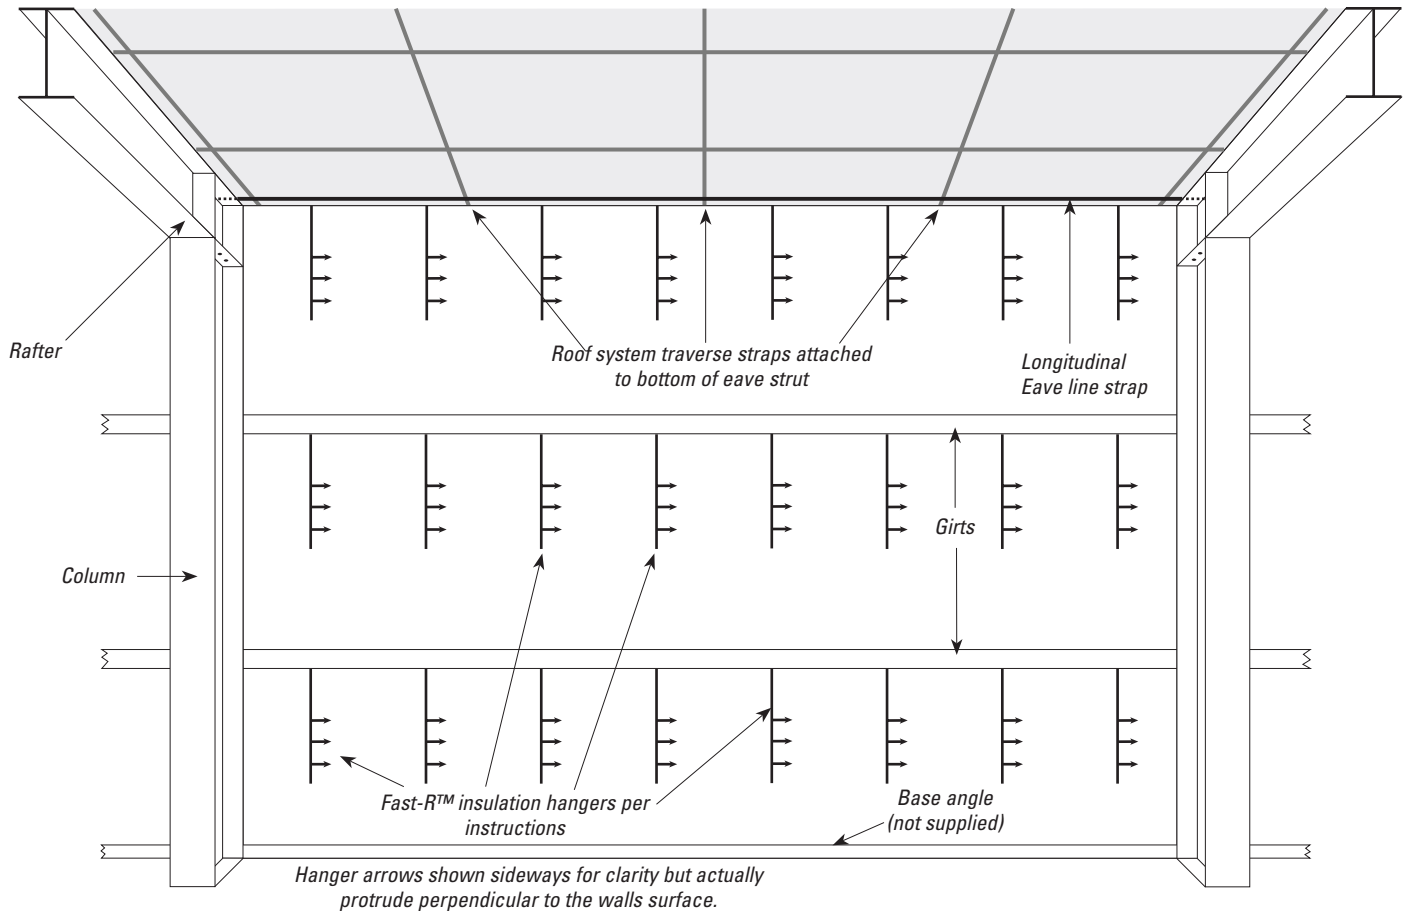 Rafter
Roof system traverse straps attached
to bottom of eave strut
Longitudinal
Eave line strap
Girts
Column
Fast-R™ insulation hangers per
instructions
Base angle
(not supplied)
Hanger arrows shown sideways for clarity but actually
protrude perpendicular to the walls surface.